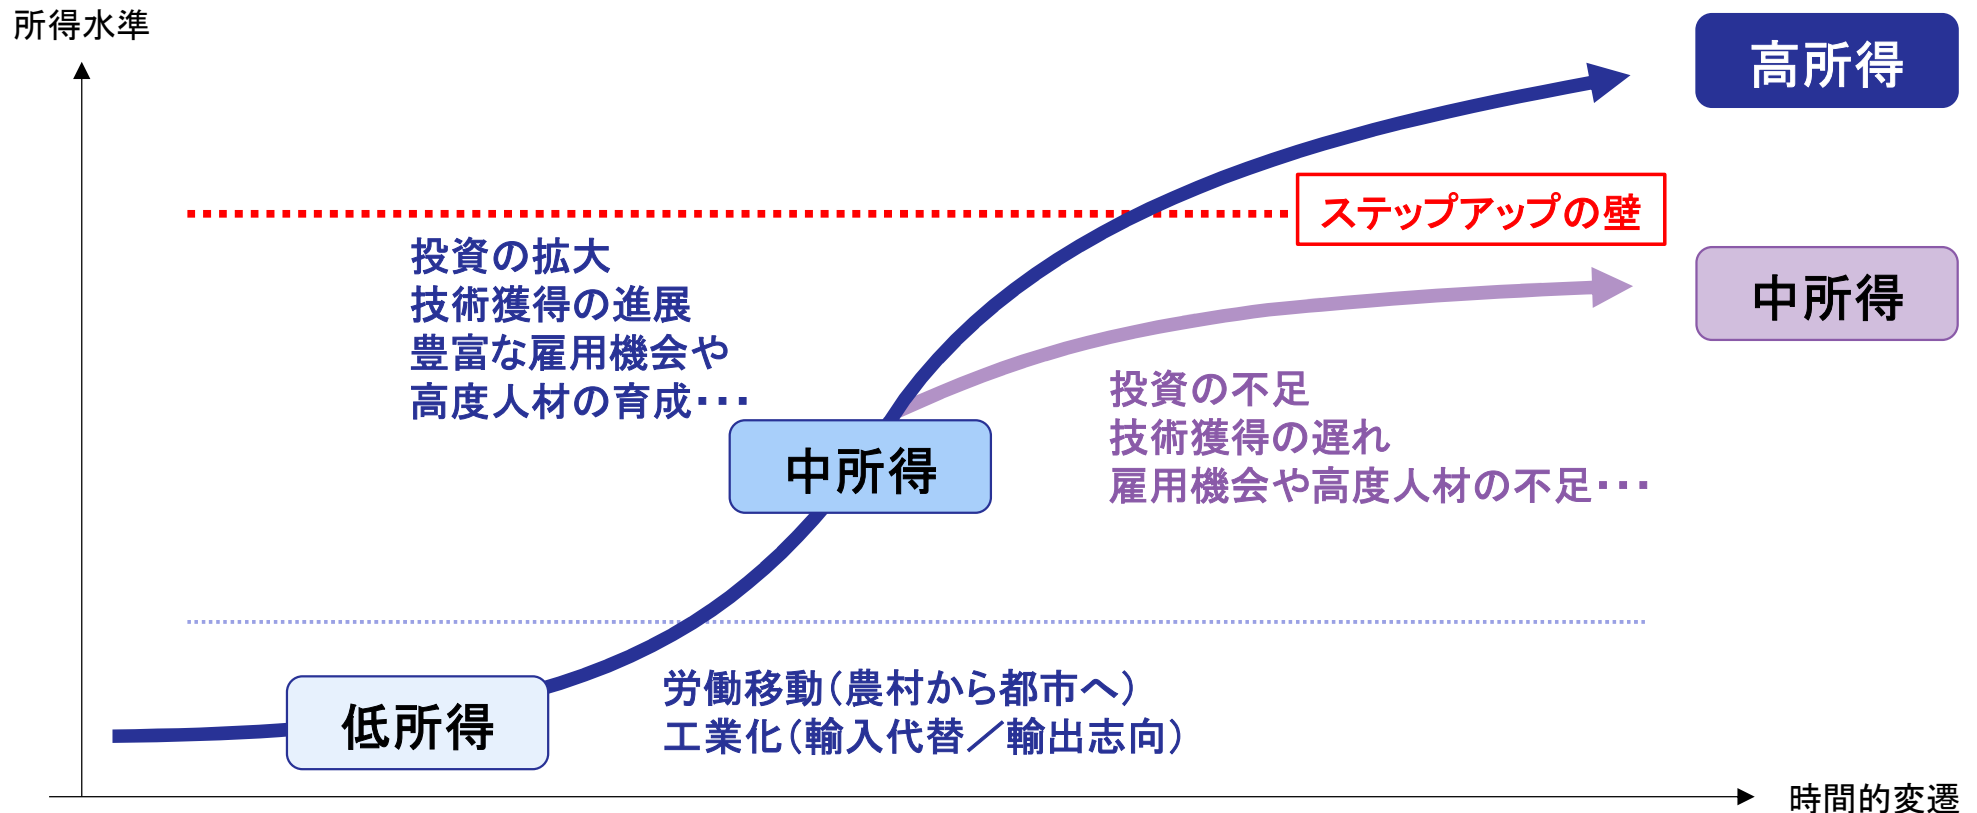 所得水準
高所得
ステップアップの壁
投資の拡大
技術獲得の進展
豊富な雇用機会や
高度人材の育成・・・
中所得
投資の不足
技術獲得の遅れ
雇用機会や高度人材の不足・・・
中所得
労働移動（農村から都市へ）
工業化（輸入代替／輸出志向）
低所得
時間的変遷